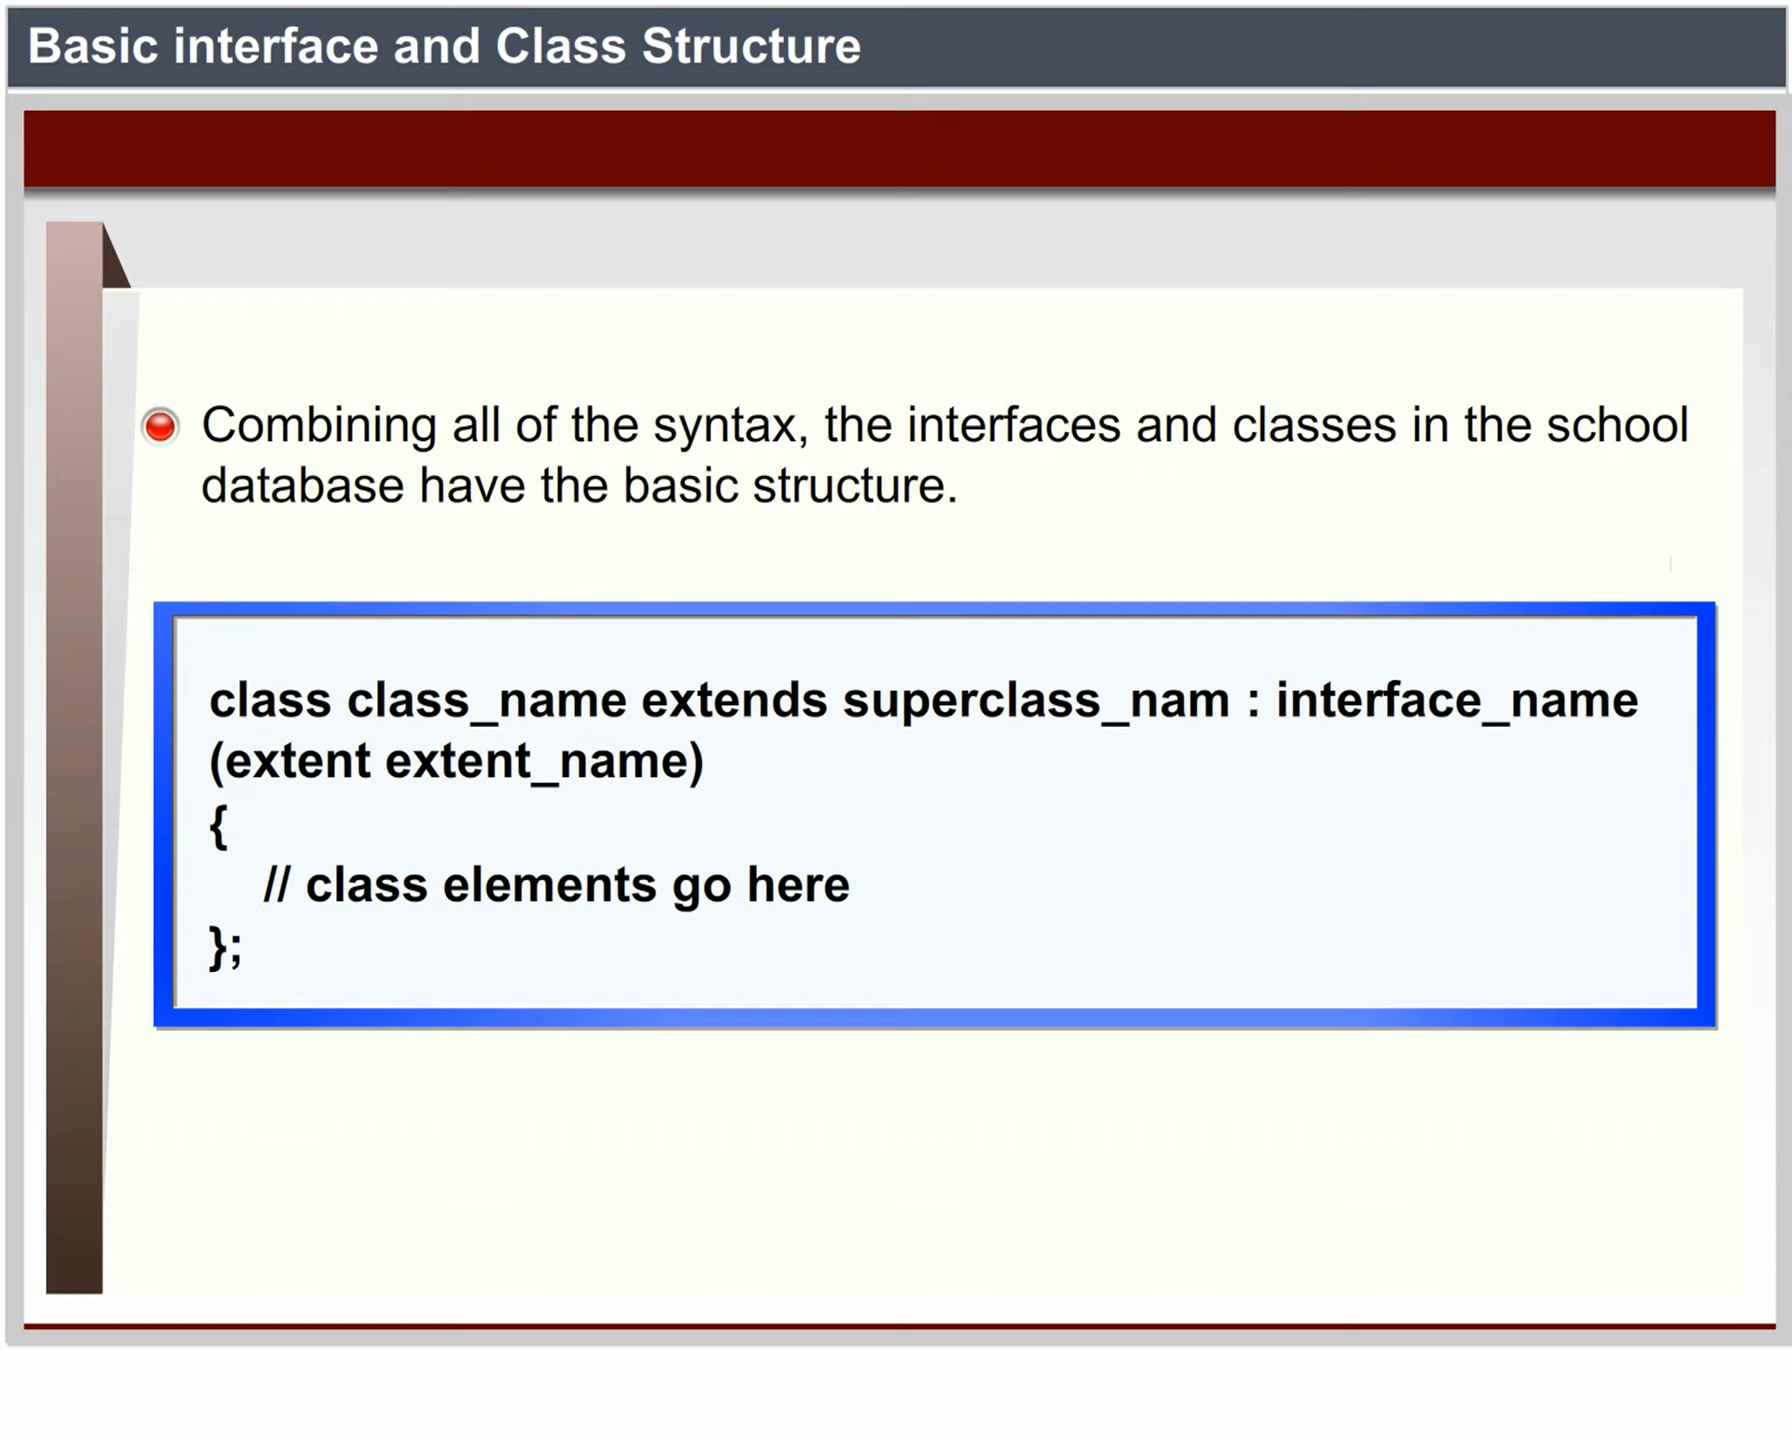 Basic interface and Class Structure
Combining all of the syntax, the interfaces and classes in the school
database have the basic structure.
class class_name extends superclass_nam : interface_name
(extent extent_name)
{
// class elements go here
};